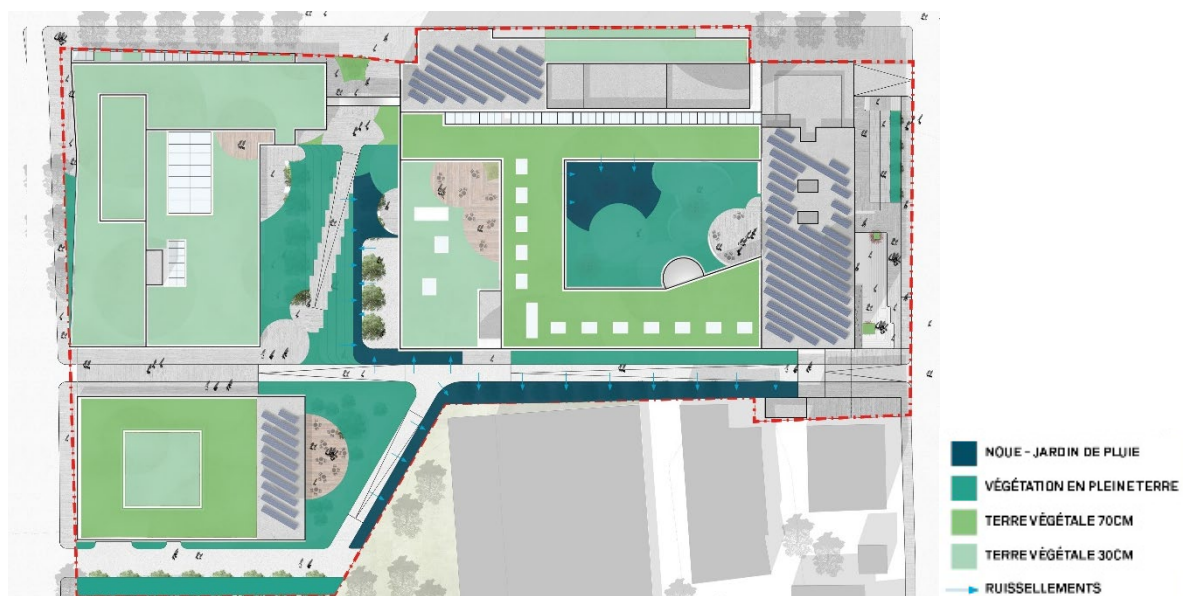 NOUE - JARDIN DE PLUIE
VÉGÉTATION EN PLEINE TERRE
TERRE VÉGÉTALE 70CM
TERRE VÉGÉTALE 30CM
RUISSELLEMENTS